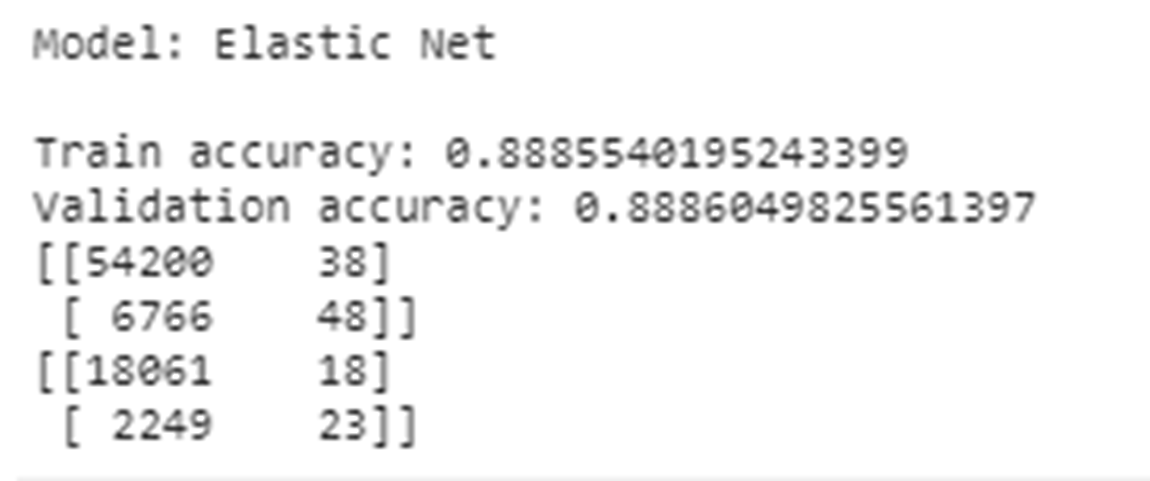 Model: Elastic Net
Train accuracy: 0.8885540195243399
Validation accuracy: 0.8886049825561397
[[54200    38]
 [ 6766    48]]
[[18061    18]
 [ 2249    23]]